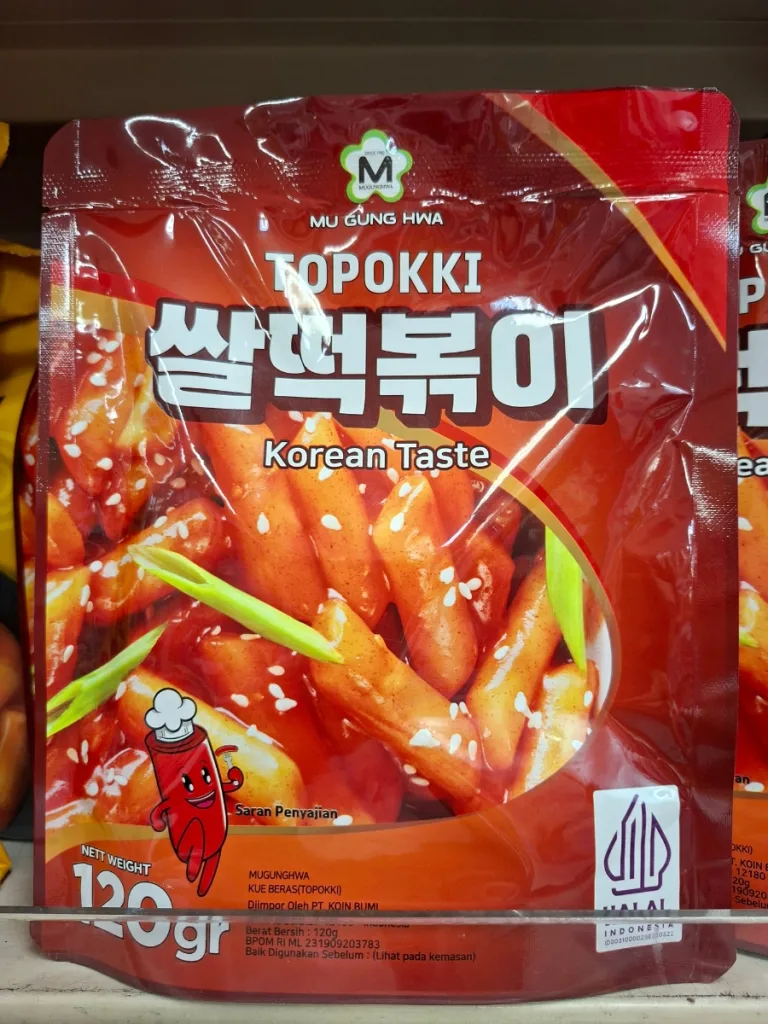 M
MU GUNG HWA
TOPOKKI
쌀떡볶이
Korean Taste
Saran Penyajian
NETT WEIGHT
120gr
MUGUNGHWA
KUE BERAS(TOPOKKI)
Diimpor Oleh PT. KOIN BUMI
Berat Bersih : 120g
BPOM RI ML 231909203783
Baik Digunakan Sebelum : (Lihat pada kemasan)
HALAL
INDONESIA